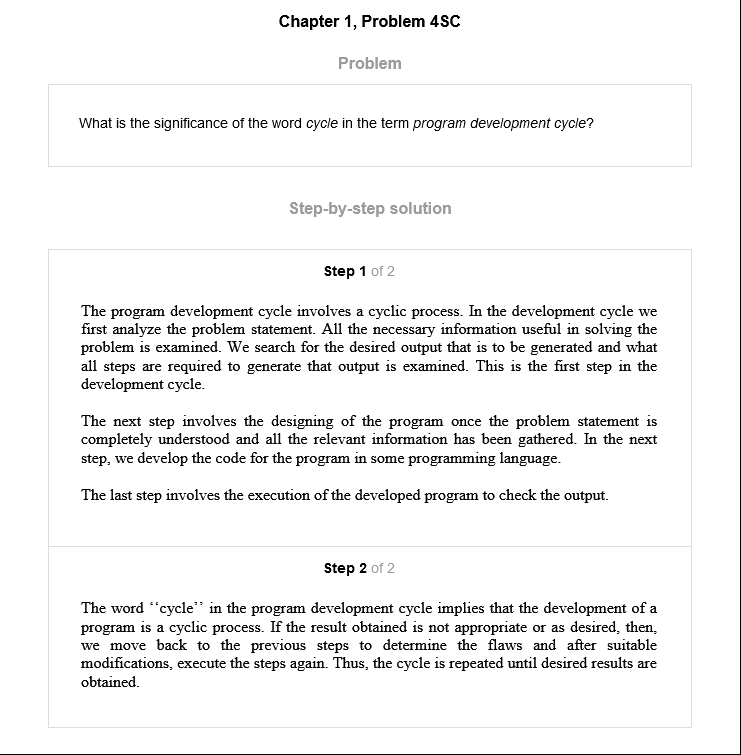 Chapter 1, Problem 4SC
Problem
What is the significance of the word cycle in the term program development cycle?
Step-by-step solution
Step 1 of 2
The program development cycle involves a cyclic process. In the development cycle we
first analyze the problem statement. All the necessary information useful in solving the
problem is examined. We search for the desired output that is to be generated and what
all steps are required to generate that output is examined. This is the first step in the
development cycle.
The next step involves the designing of the program once the problem statement is
completely understood and all the relevant information has been gathered. In the next
step, we develop the code for the program in some programming language.
The last step involves the execution of the developed program to check the output.
Step 2 of 2
The word ‘‘cycle’’ in the program development cycle implies that the development of a
program is a cyclic process. If the result obtained is not appropriate or as desired, then,
we move back to the previous steps to determine the flaws and after suitable
modifications, execute the steps again. Thus, the cycle is repeated until desired results are
obtained.